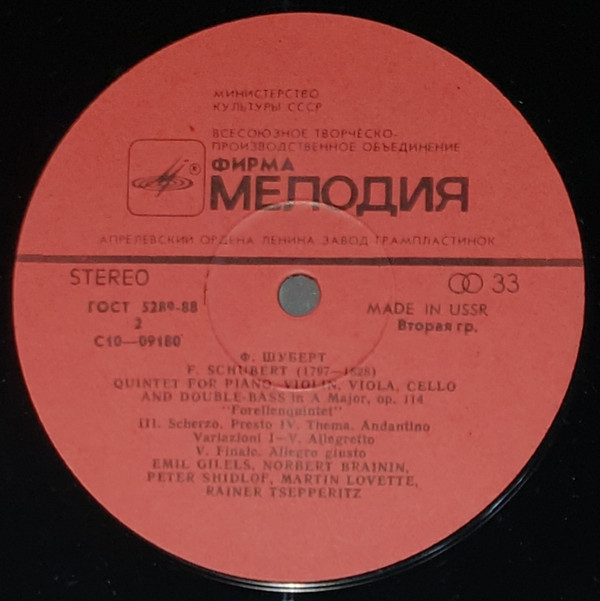 МИНИСТЕРСТВО
КУЛЬТУРЫ СССР
ВСЕСОЮЗНОЕ ТВОРЧЕСКО-
ПРОИЗВОДСТВЕННОЕ ОБЪЕДИНЕНИЕ
ФИРМА
МЕЛОДИЯ
АПРЕЛЕВСКИЙ ОРДЕНА ЛЕНИНА ЗАВОД ГРАМПЛАСТИНОК
STEREO
33
ГОСТ 5289-88
MADE IN USSR
2
Вторая гр.
С10—09180
Ф. ШУБЕРТ
F. SCHUBERT (1797—1828)
QUINTET FOR PIANO, VIOLIN, VIOLA, CELLO
AND DOUBLE-BASS in A Major, op. 114
"Forellenquintet"
III. Scherzo. Presto IV. Thema. Andantino
Variazioni I—V. Allegretto
V. Finale. Allegro giusto
EMIL GILELS, NORBERT BRAININ,
PETER SHIDLOF, MARTIN LOVETTE,
RAINER TSEPPERITZ